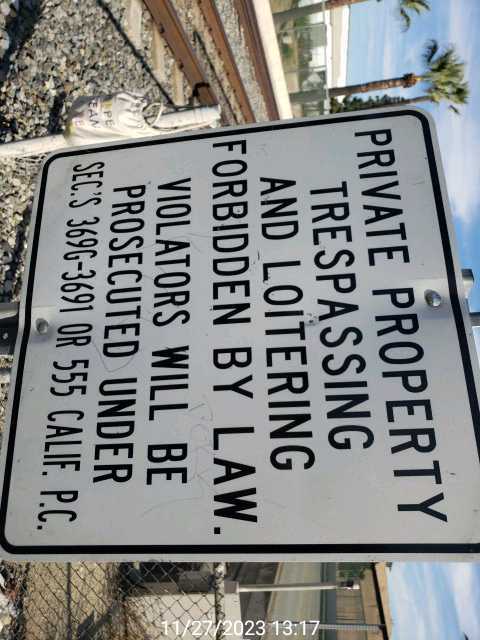 PRIVATE PROPERTY
TRESPASSING
AND LOITERING
FORBIDDEN BY LAW.
VIOLATORS WILL BE
PROSECUTED UNDER
SEC.'S 369G-369I OR 555 CALIF. P.C.
11/27/2023 13:17